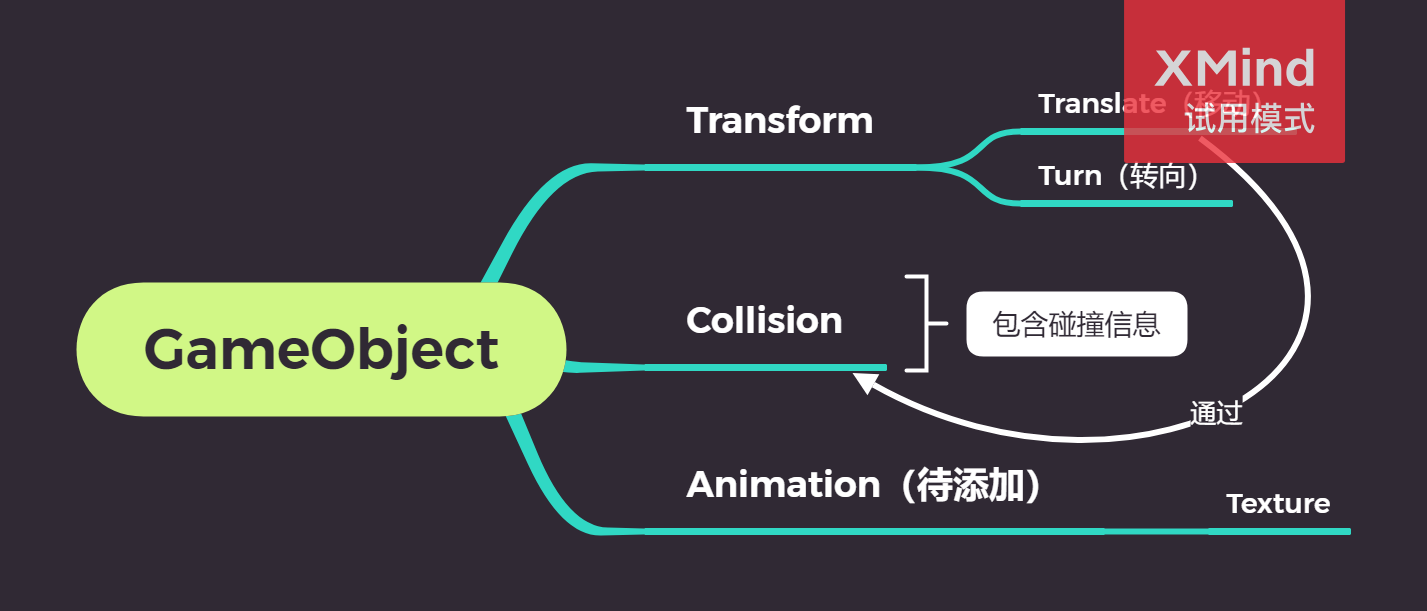 XMind
试用模式
Transform
Translate（移动）
Turn（转向）
GameObject
Collision
包含碰撞信息
通过
Animation（待添加）
Texture